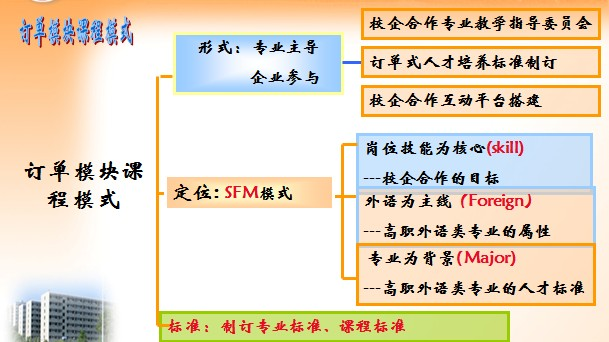 订单模块课程模式
订单模块课
程模式
形式：专业主导
企业参与
校企合作专业教学指导委员会
订单式人才培养标准制订
校企合作互动平台搭建
定位：SFM模式
岗位技能为核心(skill)
---校企合作的目标
外语为主线（Foreign）
---高职外语类专业的属性
专业为背景(Major)
---高职外语类专业的人才标准
标准：制订专业标准、课程标准